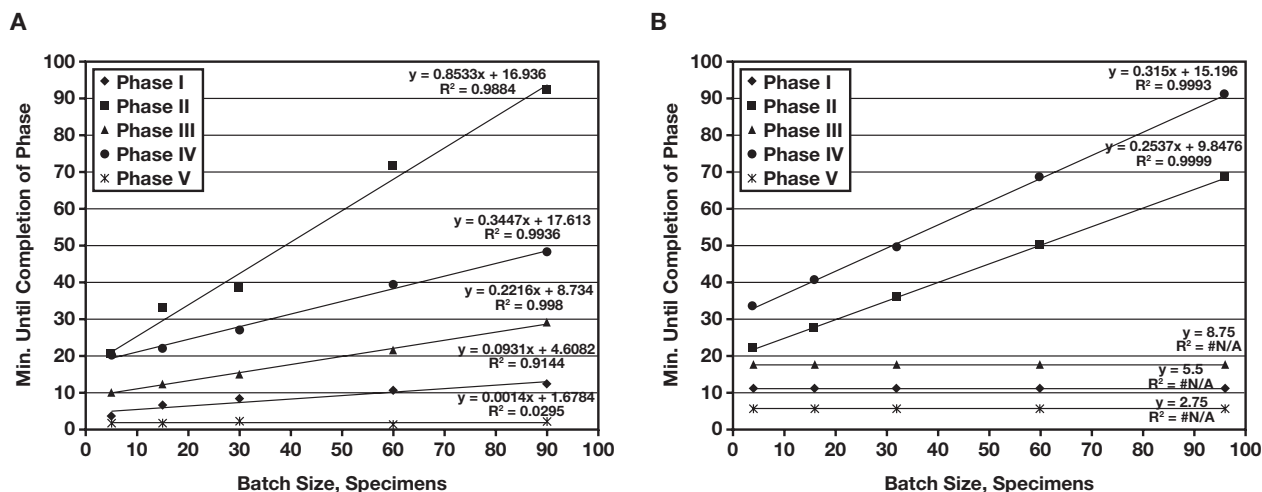 A
Min. Until Completion of Phase
100
90
80
70
60
50
40
30
20
10
0
Phase I
Phase II
Phase III
Phase IV
Phase V
y = 0.8533x + 16.936
R² = 0.9884
y = 0.3447x + 17.613
R² = 0.9936
y = 0.2216x + 8.734
R² = 0.998
y = 0.0931x + 4.6082
R² = 0.9144
y = 0.0014x + 1.6784
R² = 0.0295
0 10 20 30 40 50 60 70 80 90 100
Batch Size, Specimens
B
Min. Until Completion of Phase
100
90
80
70
60
50
40
30
20
10
0
Phase I
Phase II
Phase III
Phase IV
Phase V
y = 0.315x + 15.196
R² = 0.9993
y = 0.2537x + 9.8476
R² = 0.9999
y = 8.75
R² = #N/A
y = 5.5
R² = #N/A
y = 2.75
R² = #N/A
0 10 20 30 40 50 60 70 80 90 100
Batch Size, Specimens